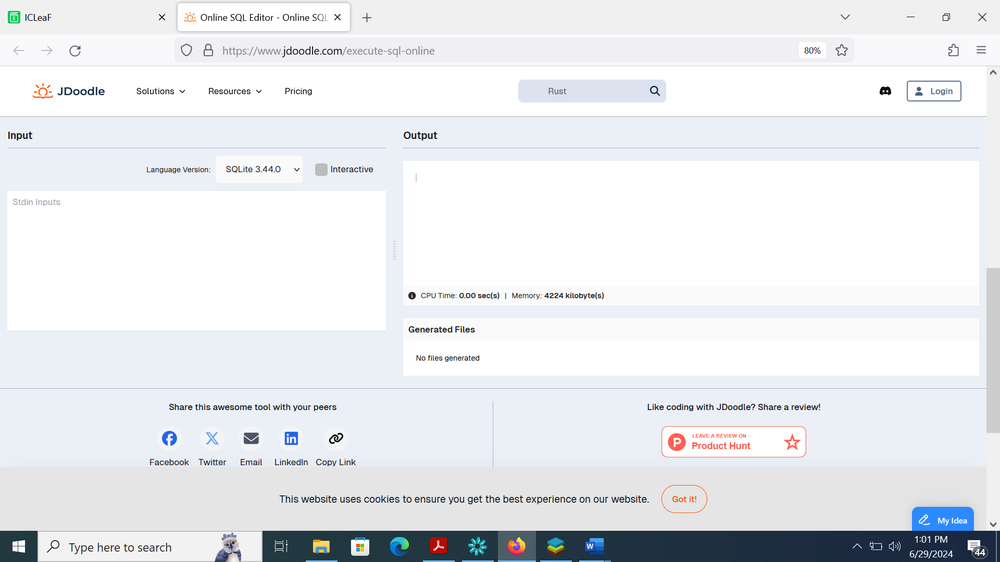 ICLeaF
Online SQL Editor - Online SQL
https://www.jdoodle.com/execute-sql-online
80%
JDoodle
Solutions
Resources
Pricing
Rust
Login
Input
Output
Language Version:
SQLite 3.44.0
Interactive
Stdin Inputs
CPU Time: 0.00 sec(s) | Memory: 4224 kilobyte(s)
Generated Files
No files generated
Share this awesome tool with your peers
Facebook
Twitter
Email
LinkedIn
Copy Link
Like coding with JDoodle? Share a review!
P
LEAVE A REVIEW ON
Product Hunt
This website uses cookies to ensure you get the best experience on our website.
Got it!
My Idea
Type here to search
1:01 PM
6/29/2024
44